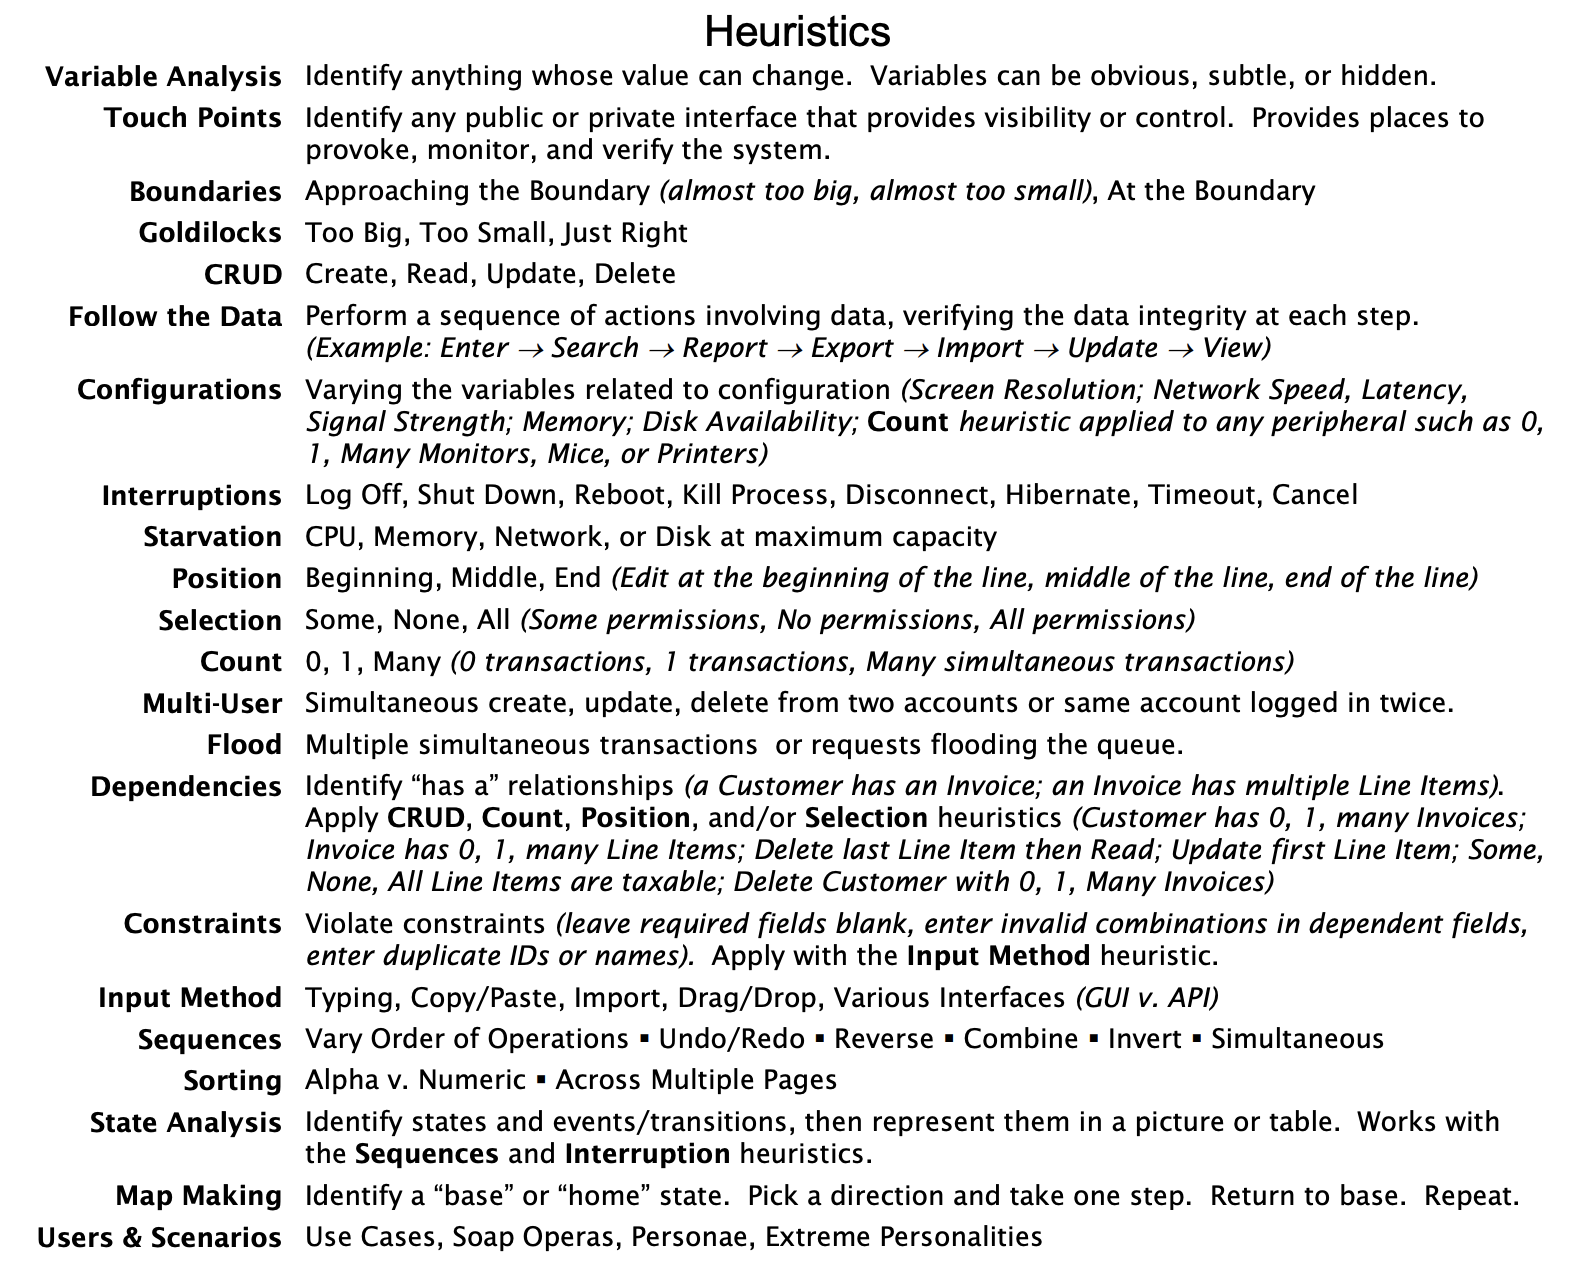 Heuristics
Variable Analysis Identify anything whose value can change.  Variables can be obvious, subtle, or hidden.
Touch Points Identify any public or private interface that provides visibility or control.  Provides places to
provoke, monitor, and verify the system.
Boundaries Approaching the Boundary (almost too big, almost too small), At the Boundary
Goldilocks Too Big, Too Small, Just Right
CRUD Create, Read, Update, Delete
Follow the Data Perform a sequence of actions involving data, verifying the data integrity at each step.
(Example: Enter → Search → Report → Export → Import → Update → View)
Configurations Varying the variables related to configuration (Screen Resolution; Network Speed, Latency,
Signal Strength; Memory; Disk Availability; Count heuristic applied to any peripheral such as 0,
1, Many Monitors, Mice, or Printers)
Interruptions Log Off, Shut Down, Reboot, Kill Process, Disconnect, Hibernate, Timeout, Cancel
Starvation CPU, Memory, Network, or Disk at maximum capacity
Position Beginning, Middle, End (Edit at the beginning of the line, middle of the line, end of the line)
Selection Some, None, All (Some permissions, No permissions, All permissions)
Count 0, 1, Many (0 transactions, 1 transactions, Many simultaneous transactions)
Multi-User Simultaneous create, update, delete from two accounts or same account logged in twice.
Flood Multiple simultaneous transactions  or requests flooding the queue.
Dependencies Identify “has a” relationships (a Customer has an Invoice; an Invoice has multiple Line Items).
Apply CRUD, Count, Position, and/or Selection heuristics (Customer has 0, 1, many Invoices;
Invoice has 0, 1, many Line Items; Delete last Line Item then Read; Update first Line Item; Some,
None, All Line Items are taxable; Delete Customer with 0, 1, Many Invoices)
Constraints Violate constraints (leave required fields blank, enter invalid combinations in dependent fields,
enter duplicate IDs or names).  Apply with the Input Method heuristic.
Input Method Typing, Copy/Paste, Import, Drag/Drop, Various Interfaces (GUI v. API)
Sequences Vary Order of Operations ▪ Undo/Redo ▪ Reverse ▪ Combine ▪ Invert ▪ Simultaneous
Sorting Alpha v. Numeric ▪ Across Multiple Pages
State Analysis Identify states and events/transitions, then represent them in a picture or table.  Works with
the Sequences and Interruption heuristics.
Map Making Identify a “base” or “home” state.  Pick a direction and take one step.  Return to base.  Repeat.
Users & Scenarios Use Cases, Soap Operas, Personae, Extreme Personalities